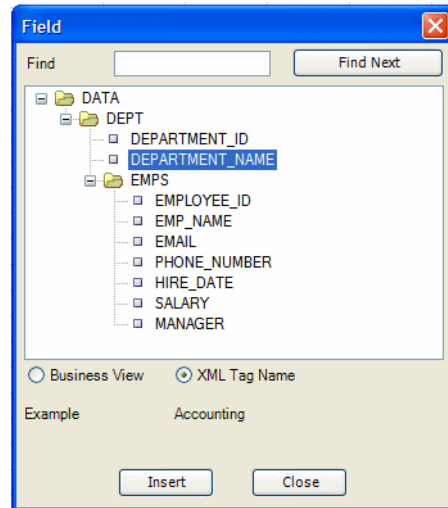 Field
Find Find Next
DATA
DEPT
DEPARTMENT_ID
DEPARTMENT_NAME
EMPS
EMPLOYEE_ID
EMP_NAME
EMAIL
PHONE_NUMBER
HIRE_DATE
SALARY
MANAGER
Business View XML Tag Name
Example Accounting
Insert Close